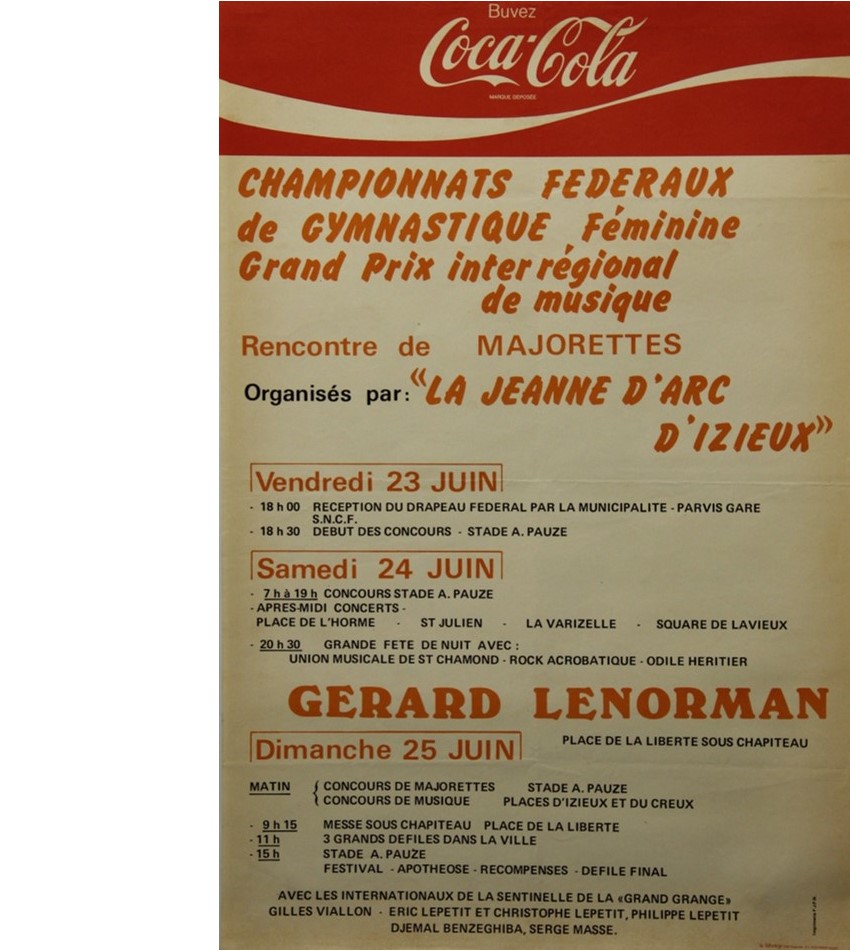 Buvez
Coca-Cola
MARQUE DEPOSEE
CHAMPIONNATS FEDERAUX
de GYMNASTIQUE Féminine
Grand Prix inter régional
de musique
Rencontre de MAJORETTES
Organisés par: «LA JEANNE D'ARC
D'IZIEUX»
Vendredi 23 JUIN
- 18 h 00 RECEPTION DU DRAPEAU FEDERAL PAR LA MUNICIPALITE - PARVIS GARE
S.N.C.F.
- 18 h 30 DEBUT DES CONCOURS - STADE A. PAUZE
Samedi 24 JUIN
- 7 h à 19 h CONCOURS STADE A. PAUZE
- APRES-MIDI CONCERTS -
PLACE DE L'HORME - ST JULIEN - LA VARIZELLE - SQUARE DE LAVIEUX
- 20 h 30 GRANDE FETE DE NUIT AVEC :
UNION MUSICALE DE ST CHAMOND - ROCK ACROBATIQUE - ODILE HERITIER
GERARD LENORMAN
PLACE DE LA LIBERTE SOUS CHAPITEAU
Dimanche 25 JUIN
MATIN { CONCOURS DE MAJORETTES STADE A. PAUZE
CONCOURS DE MUSIQUE PLACES D'IZIEUX ET DU CREUX
- 9 h 15 MESSE SOUS CHAPITEAU PLACE DE LA LIBERTE
- 11 h 3 GRANDS DEFILES DANS LA VILLE
- 15 h STADE A. PAUZE
FESTIVAL - APOTHEOSE - RECOMPENSES - DEFILE FINAL
AVEC LES INTERNATIONAUX DE LA SENTINELLE DE LA «GRAND GRANGE»
GILLES VIALLON - ERIC LEPETIT ET CHRISTOPHE LEPETIT, PHILIPPE LEPETIT
DJEMAL BENZEGHIBA, SERGE MASSE.